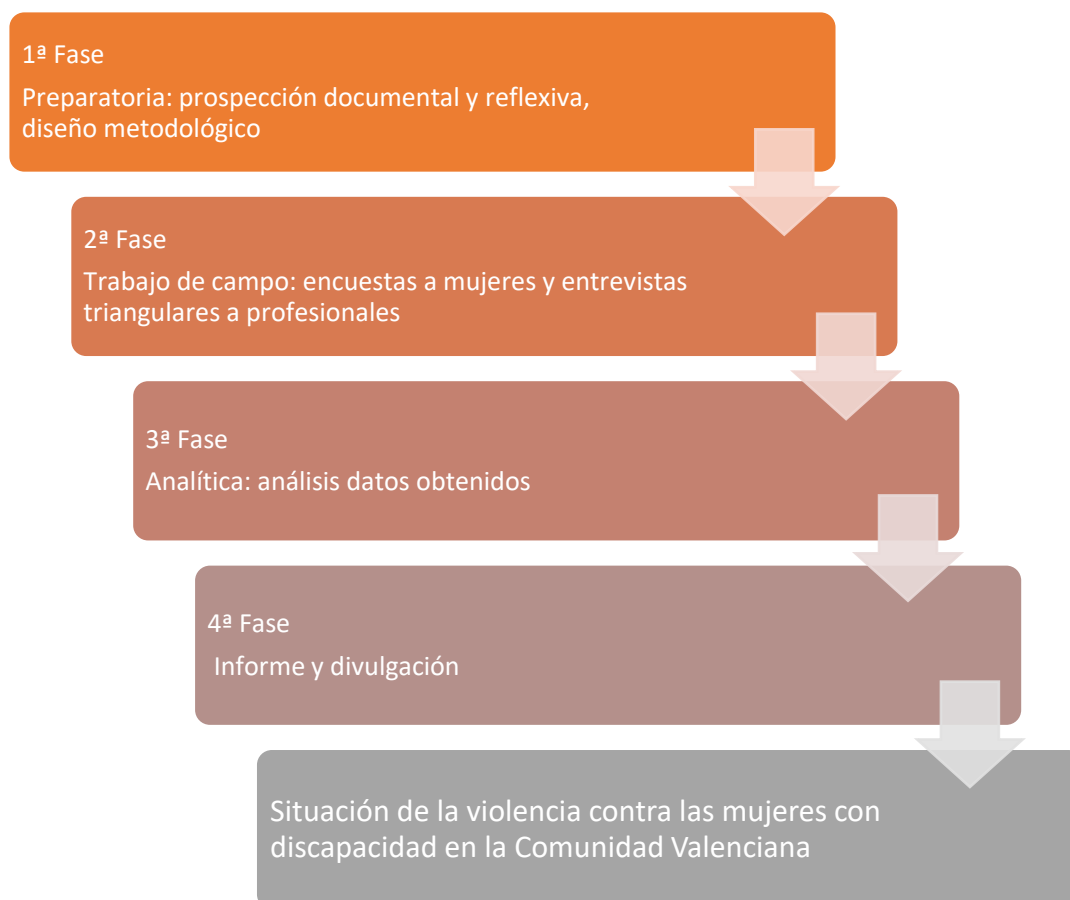 1ª Fase
Preparatoria: prospección documental y reflexiva,
diseño metodológico
2ª Fase
Trabajo de campo: encuestas a mujeres y entrevistas
triangulares a profesionales
3ª Fase
Analítica: análisis datos obtenidos
4ª Fase
Informe y divulgación
Situación de la violencia contra las mujeres con
discapacidad en la Comunidad Valenciana